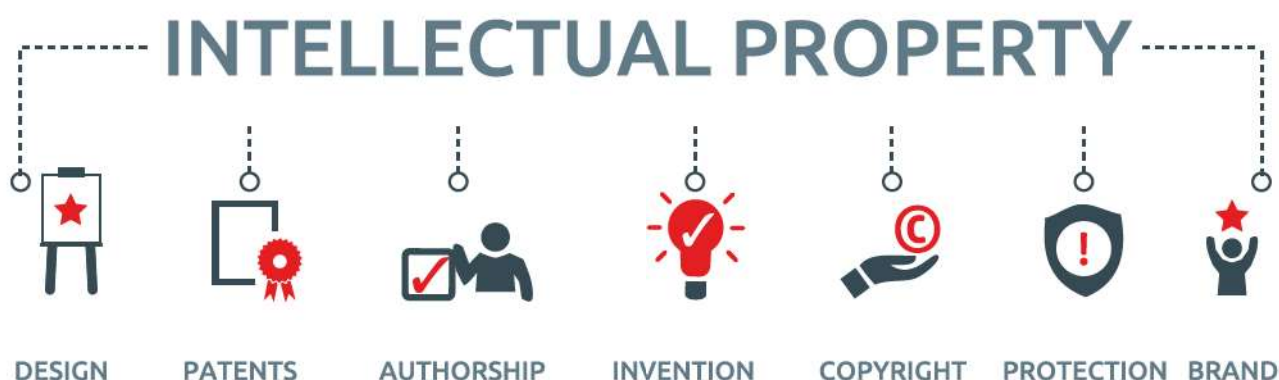 INTELLECTUAL PROPERTY
DESIGN PATENTS AUTHORSHIP INVENTION COPYRIGHT PROTECTION BRAND